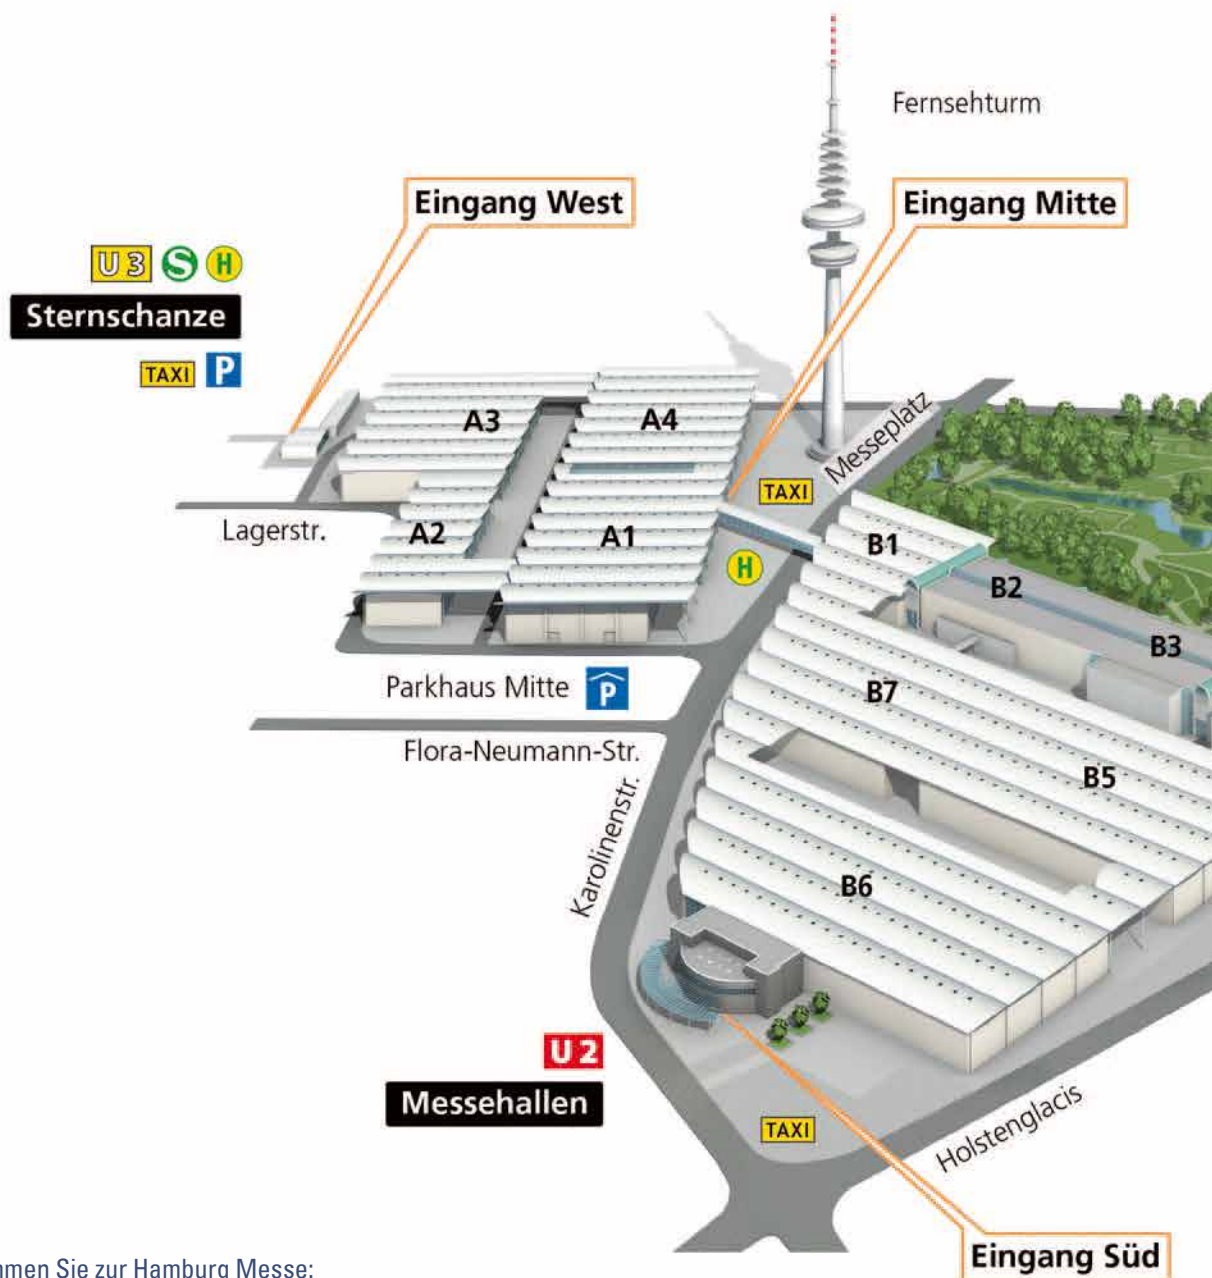 Fernsehturm
Eingang West
Eingang Mitte
U3 S H
Sternschanze
TAXI P
A3
A4
Messeplatz
TAXI
Lagerstr.
A2
A1
B1
H
B2
B3
Parkhaus Mitte P
B7
Flora-Neumann-Str.
B5
Karolinenstr.
B6
U2
Messehallen
TAXI
Holstenglacis
Eingang Süd
Sie zur Hamburg Messe: